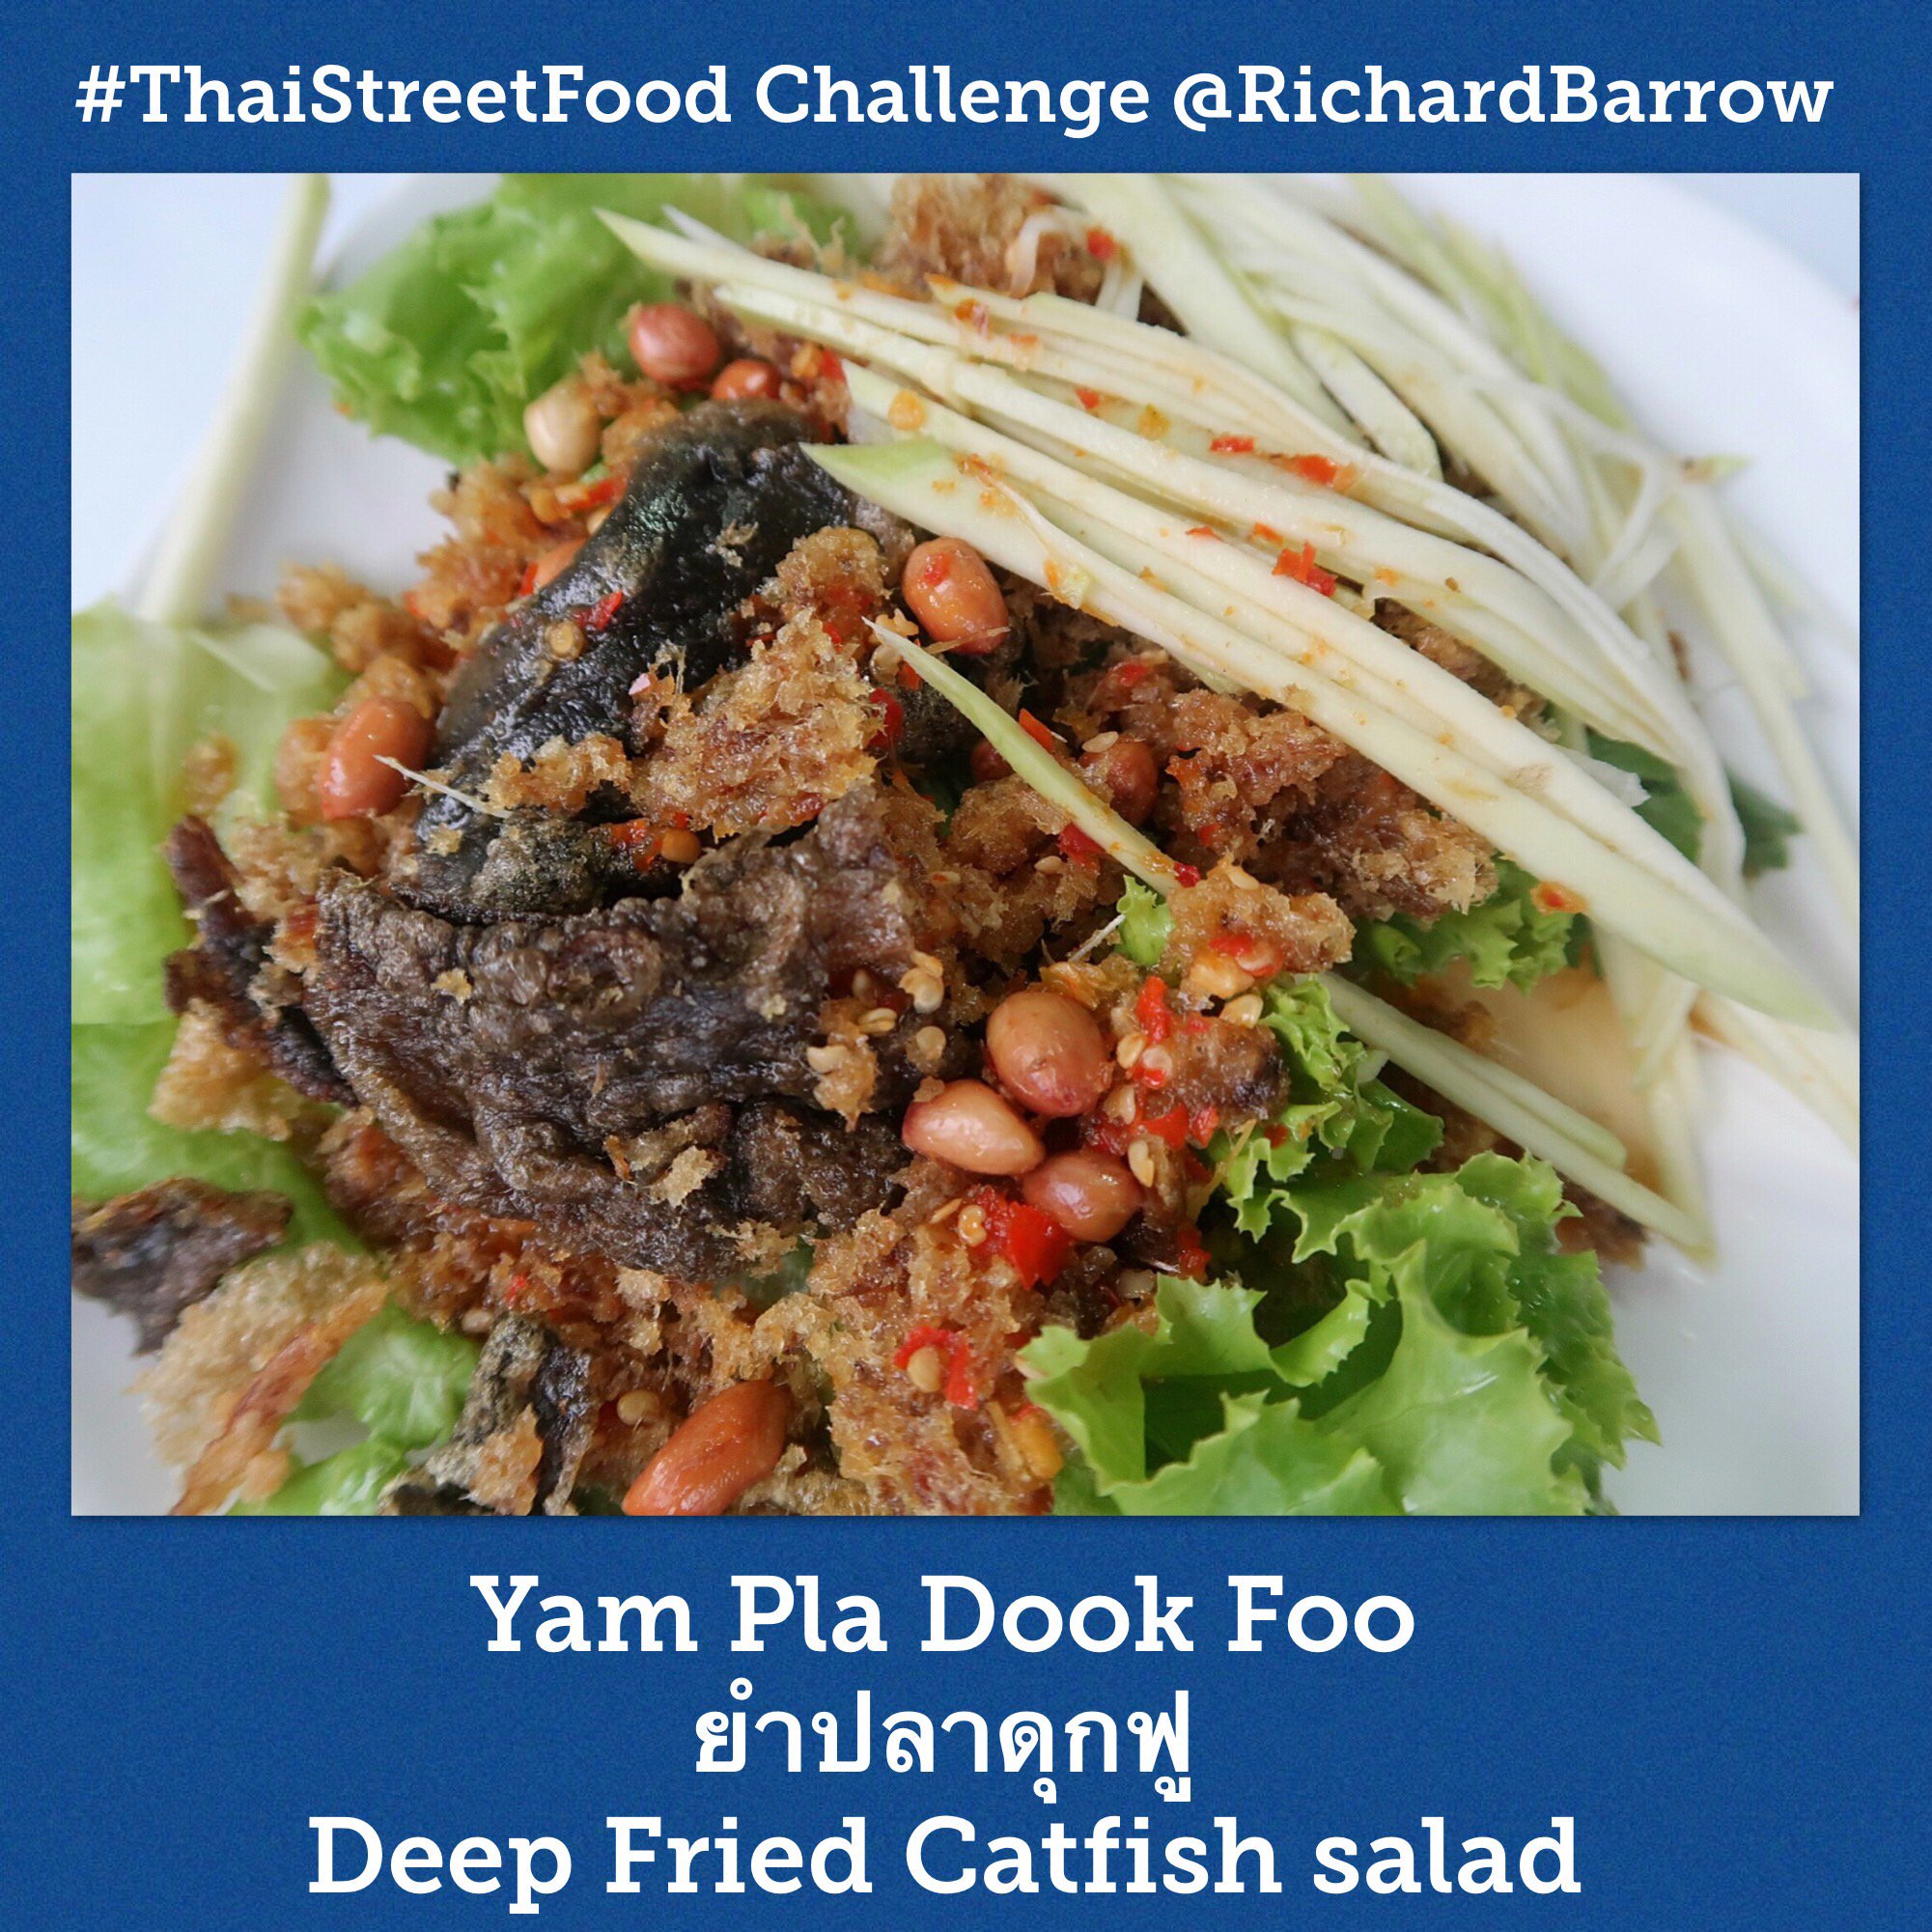 #ThaiStreetFood Challenge @RichardBarrow
Yam Pla Dook Foo
ยำปลาดุกฟู
Deep Fried Catfish salad